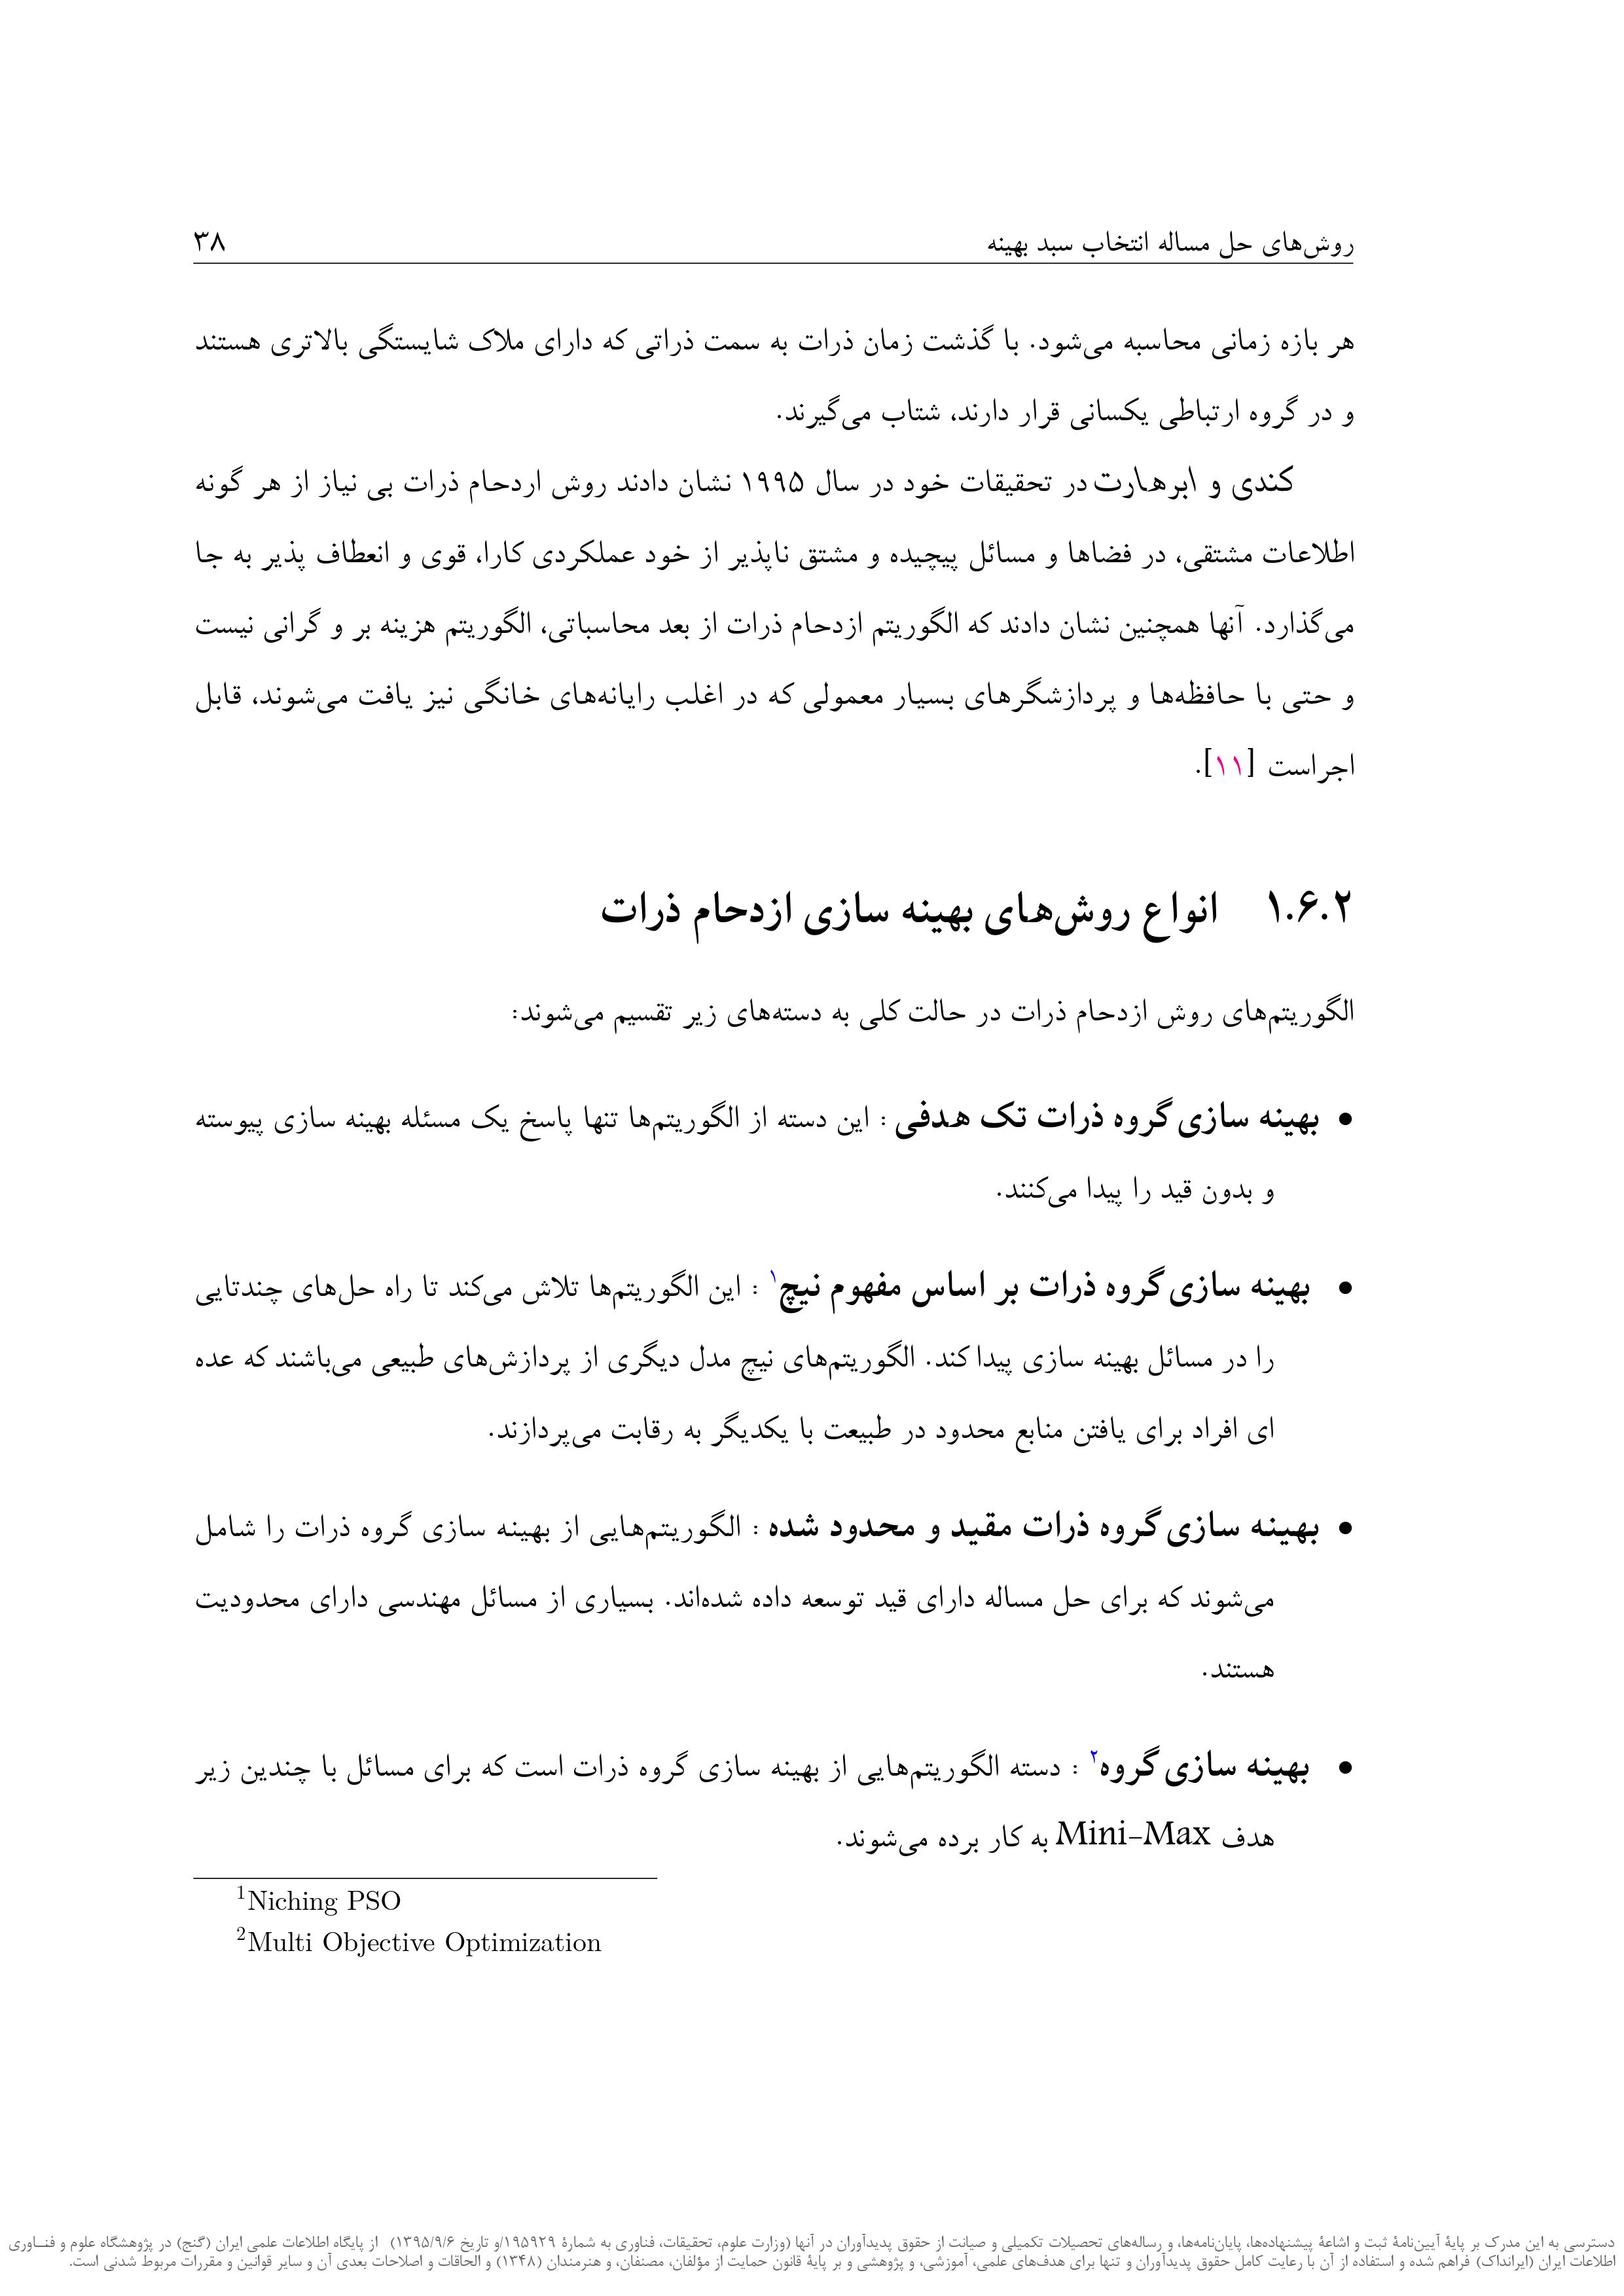 روش‌های حل مساله انتخاب سبد بهینه ۳۸
هر بازه زمانی محاسبه می‌شود. با گذشت زمان ذرات به سمت ذراتی که دارای ملاک شایستگی بالاتری هستند
و در گروه ارتباطی یکسانی قرار دارند، شتاب می‌گیرند.
کندی و ابرهارت در تحقیقات خود در سال ۱۹۹۵ نشان دادند روش اردحام ذرات بی نیاز از هر گونه
اطلاعات مشتقی، در فضاها و مسائل پیچیده و مشتق ناپذیر از خود عملکردی کارا، قوی و انعطاف پذیر به جا
می‌گذارد. آنها همچنین نشان دادند که الگوریتم ازدحام ذرات از بعد محاسباتی، الگوریتم هزینه بر و گرانی نیست
و حتی با حافظه‌ها و پردازشگرهای بسیار معمولی که در اغلب رایانه‌های خانگی نیز یافت می‌شوند، قابل
اجراست [۱۱].
۱.۶.۲ انواع روش‌های بهینه سازی ازدحام ذرات
الگوریتم‌های روش ازدحام ذرات در حالت کلی به دسته‌های زیر تقسیم می‌شوند:
• بهینه سازی گروه ذرات تک هدفی : این دسته از الگوریتم‌ها تنها پاسخ یک مسئله بهینه سازی پیوسته
و بدون قید را پیدا می‌کنند.
• بهینه سازی گروه ذرات بر اساس مفهوم نیچ۱ : این الگوریتم‌ها تلاش می‌کند تا راه حل‌های چندتایی
را در مسائل بهینه سازی پیدا کند. الگوریتم‌های نیچ مدل دیگری از پردازش‌های طبیعی می‌باشند که عده
ای افراد برای یافتن منابع محدود در طبیعت با یکدیگر به رقابت می‌پردازند.
• بهینه سازی گروه ذرات مقید و محدود شده : الگوریتم‌هایی از بهینه سازی گروه ذرات را شامل
می‌شوند که برای حل مساله دارای قید توسعه داده شده‌اند. بسیاری از مسائل مهندسی دارای محدودیت
هستند.
• بهینه سازی گروه۲ : دسته الگوریتم‌هایی از بهینه سازی گروه ذرات است که برای مسائل با چندین زیر
هدف Mini-Max به کار برده می‌شوند.
1Niching PSO
2Multi Objective Optimization
دسترسی به این مدرک بر پایهٔ آیین‌نامهٔ ثبت و اشاعهٔ پیشنهاده‌ها، پایان‌نامه‌ها، و رساله‌های تحصیلات تکمیلی و صیانت از حقوق پدیدآوران در آنها (وزارت علوم، تحقیقات، فناوری به شمارهٔ ۱۹۵۹۲۹/و تاریخ ۱۳۹۵/۹/۶) از پایگاه اطلاعات علمی ایران (گنج) در پژوهشگاه علوم و فنــاوری
اطلاعات ایران (ایرانداک) فراهم شده و استفاده از آن با رعایت کامل حقوق پدیدآوران و تنها برای هدف‌های علمی، آموزشی، و پژوهشی و بر پایهٔ قانون حمایت از مؤلفان، مصنفان، و هنرمندان (۱۳۴۸) و الحاقات و اصلاحات بعدی آن و سایر قوانین و مقررات مربوط شدنی است.